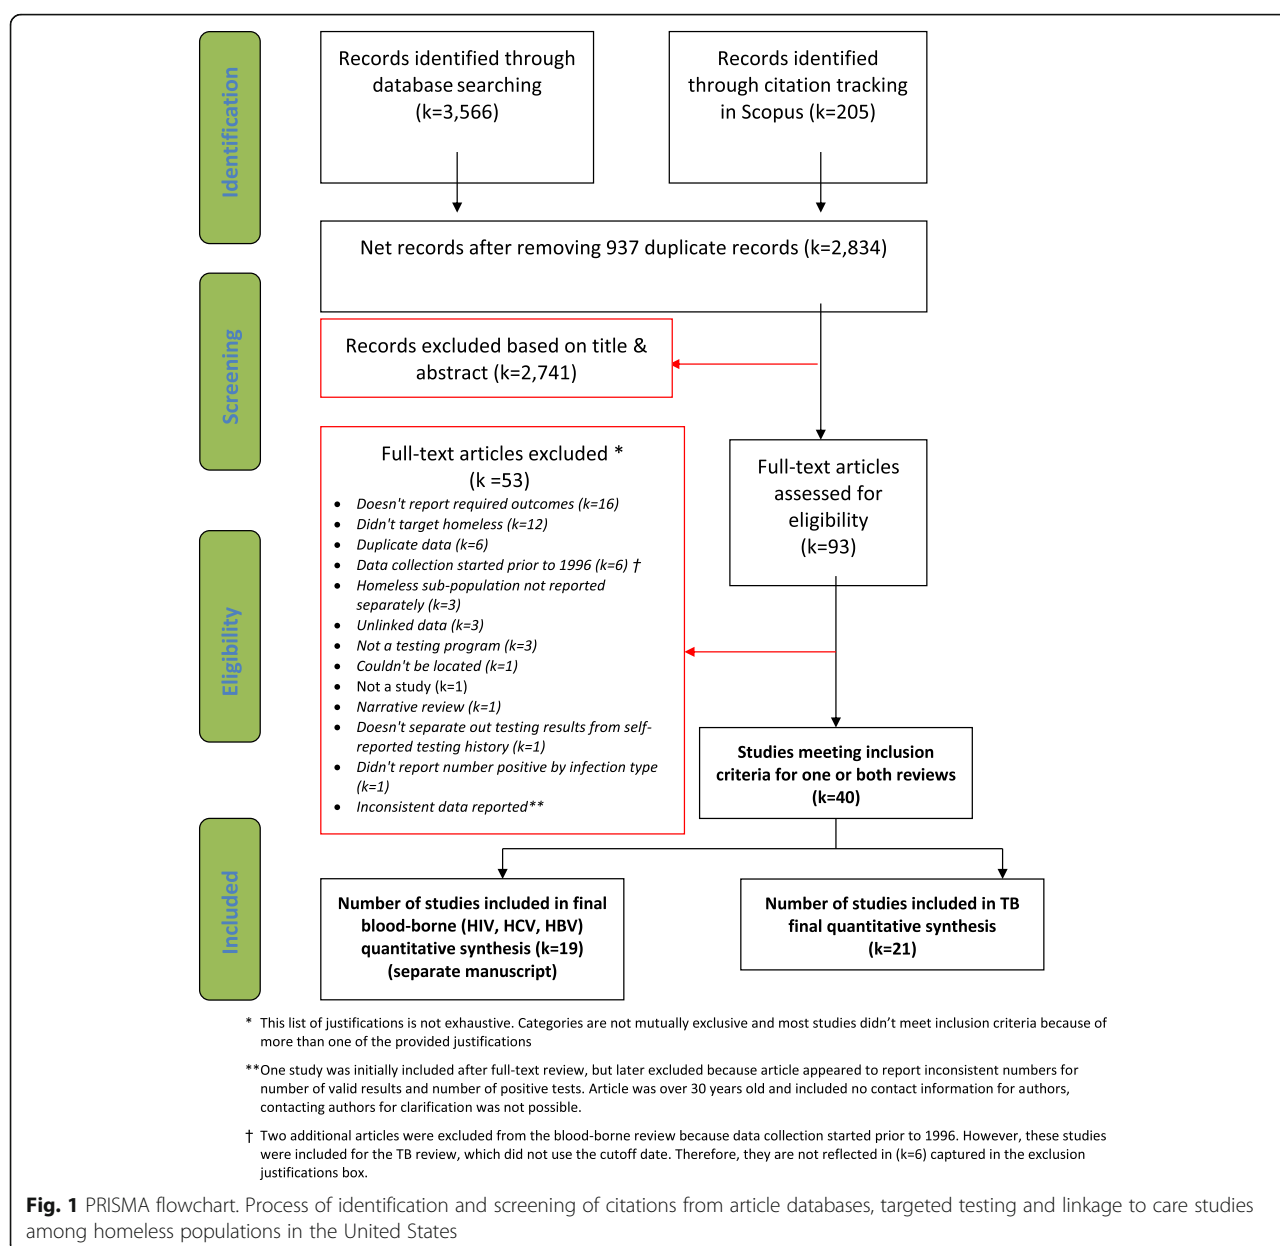 Identification
Records identified through
database searching
(k=3,566)
Records identified
through citation tracking
in Scopus (k=205)
Net records after removing 937 duplicate records (k=2,834)
Screening
Records excluded based on title &
abstract (k=2,741)
Full-text articles excluded *
(k =53)
• Doesn't report required outcomes (k=16)
• Didn't target homeless (k=12)
• Duplicate data (k=6)
• Data collection started prior to 1996 (k=6) †
• Homeless sub-population not reported
separately (k=3)
• Unlinked data (k=3)
• Not a testing program (k=3)
• Couldn't be located (k=1)
• Not a study (k=1)
• Narrative review (k=1)
• Doesn't separate out testing results from self-
reported testing history (k=1)
• Didn't report number positive by infection type
(k=1)
• Inconsistent data reported**
Full-text articles
assessed for
eligibility
(k=93)
Eligibility
Studies meeting inclusion
criteria for one or both reviews
(k=40)
Included
Number of studies included in final
blood-borne (HIV, HCV, HBV)
quantitative synthesis (k=19)
(separate manuscript)
Number of studies included in TB
final quantitative synthesis
(k=21)
* This list of justifications is not exhaustive. Categories are not mutually exclusive and most studies didn’t meet inclusion criteria because of
more than one of the provided justifications
**One study was initially included after full-text review, but later excluded because article appeared to report inconsistent numbers for
number of valid results and number of positive tests. Article was over 30 years old and included no contact information for authors,
contacting authors for clarification was not possible.
† Two additional articles were excluded from the blood-borne review because data collection started prior to 1996. However, these studies
were included for the TB review, which did not use the cutoff date. Therefore, they are not reflected in (k=6) captured in the exclusion
justifications box.
Fig. 1 PRISMA flowchart. Process of identification and screening of citations from article databases, targeted testing and linkage to care studies
among homeless populations in the United States